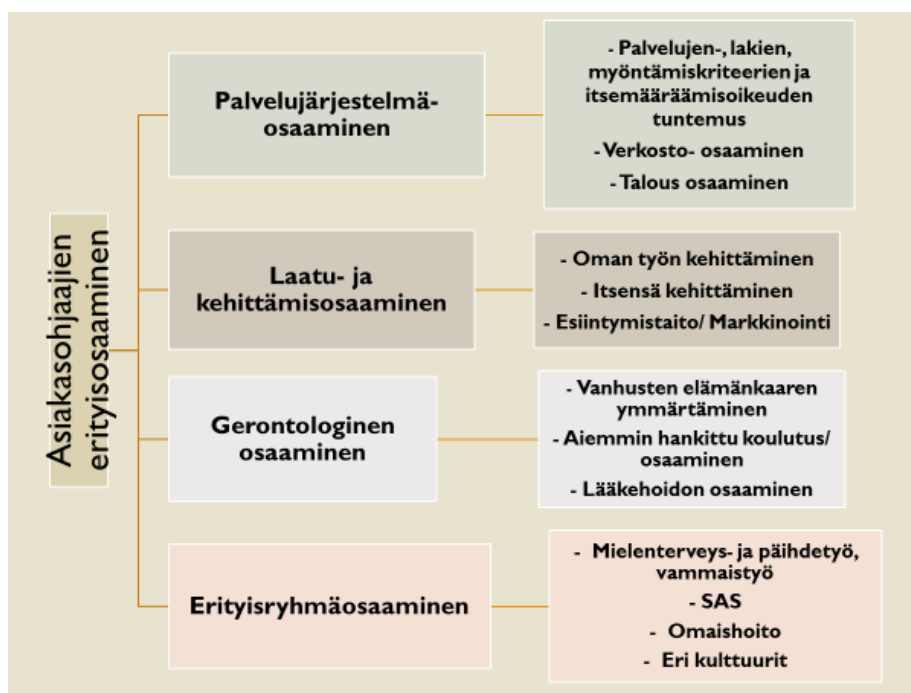 Asiakasohjaajien
erityisosaaminen
Palvelujärjestelmä-
osaaminen
- Palvelujen-, lakien,
myöntämiskriteerien ja
itsemääräämisoikeuden
tuntemus
- Verkosto- osaaminen
- Talous osaaminen
Laatu- ja
kehittämisosaaminen
- Oman työn kehittäminen
- Itsensä kehittäminen
- Esiintymistaito/ Markkinointi
Gerontologinen
osaaminen
- Vanhusten elämänkaaren
ymmärtäminen
- Aiemmin hankittu koulutus/
osaaminen
- Lääkehoidon osaaminen
Erityisryhmäosaaminen
- Mielenterveys- ja päihdetyö,
vammaistyö
- SAS
- Omaishoito
- Eri kulttuurit